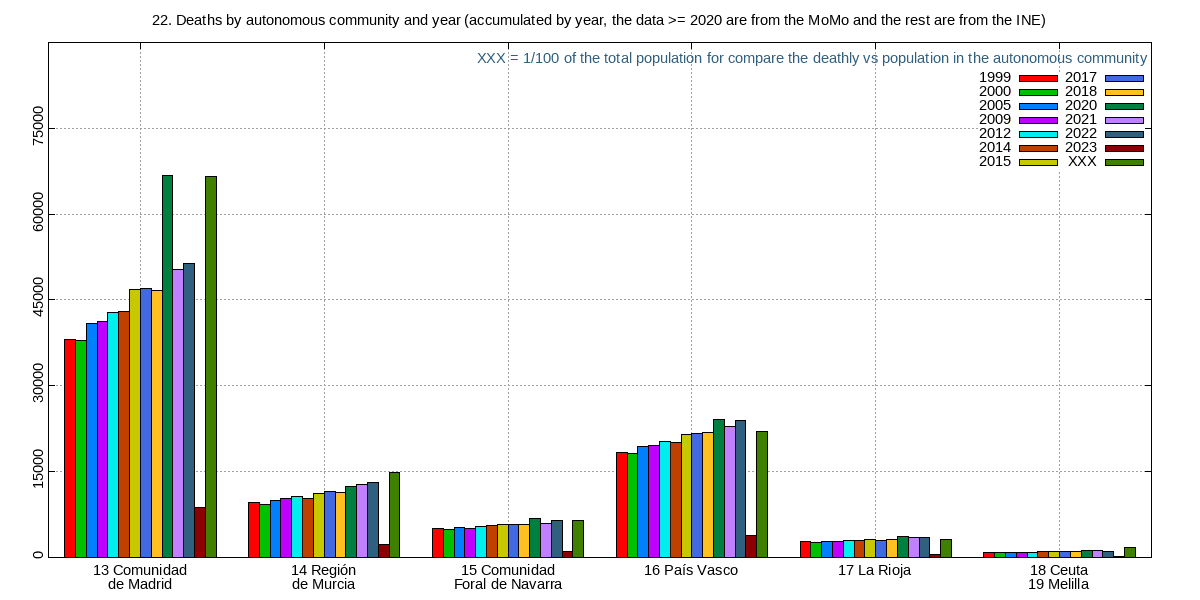 22. Deaths by autonomous community and year (accumulated by year, the data >= 2020 are from the MoMo and the rest are from the INE)
XXX = 1/100 of the total population for compare the deathly vs population in the autonomous community
1999 2017
2000 2018
2005 2020
2009 2021
2012 2022
2014 2023
2015 XXX
75000
60000
45000
30000
15000
0
13 Comunidad de Madrid
14 Región de Murcia
15 Comunidad Foral de Navarra
16 País Vasco
17 La Rioja
18 Ceuta
19 Melilla